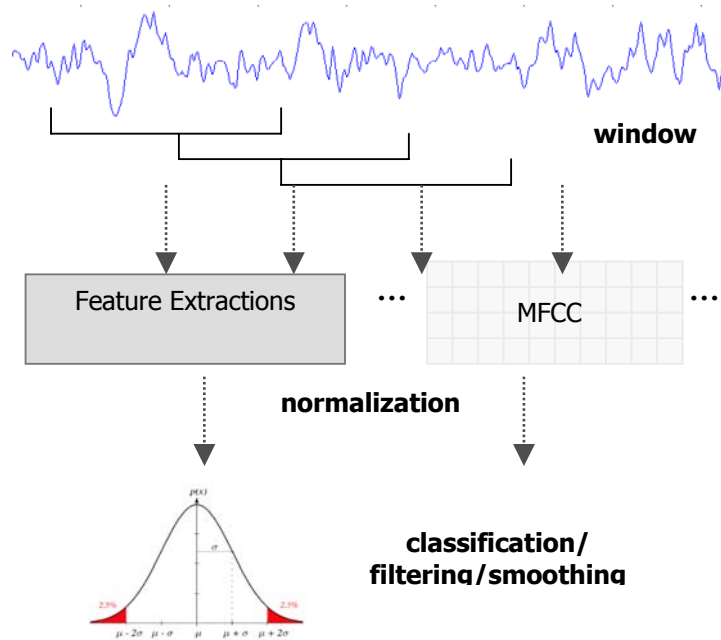 window
Feature Extractions
...
MFCC
...
normalization
p(x)
σ
2.5%
2.5%
μ - 2σ μ - σ μ μ + σ μ + 2σ
classification/
filtering/smoothing